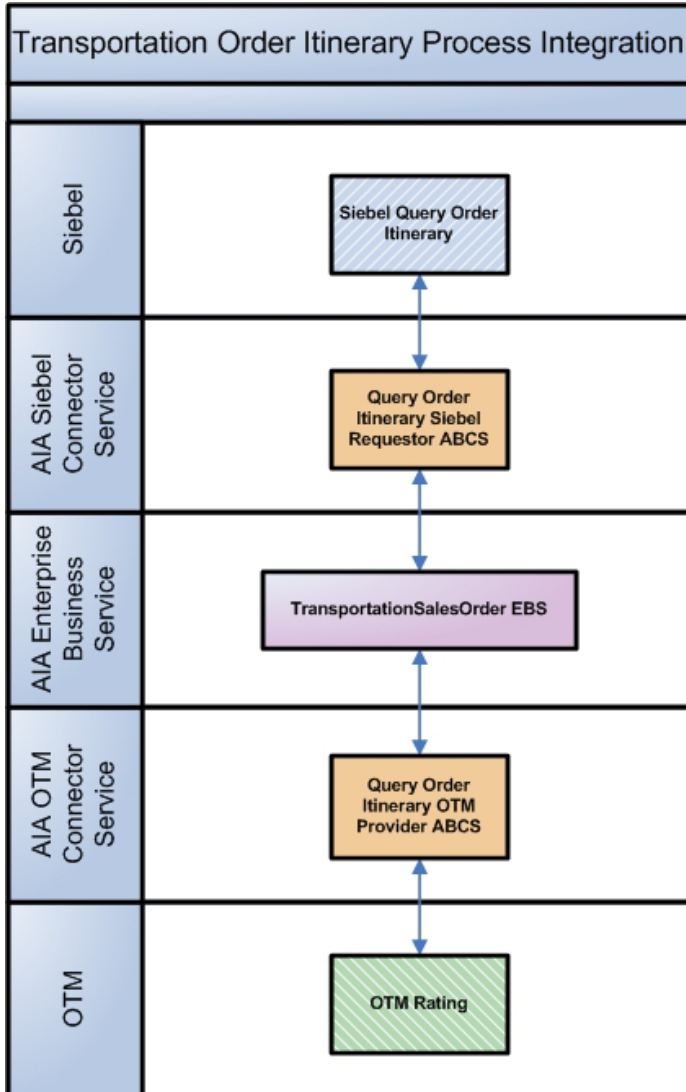 Transportation Order Itinerary Process Integration
Siebel
Siebel Query Order
Itinerary
AIA Siebel
Connector
Service
Query Order
Itinerary Siebel
Requestor ABCS
AIA Enterprise
Business
Service
TransportationSalesOrder EBS
AIA OTM
Connector
Service
Query Order
Itinerary OTM
Provider ABCS
OTM
OTM Rating